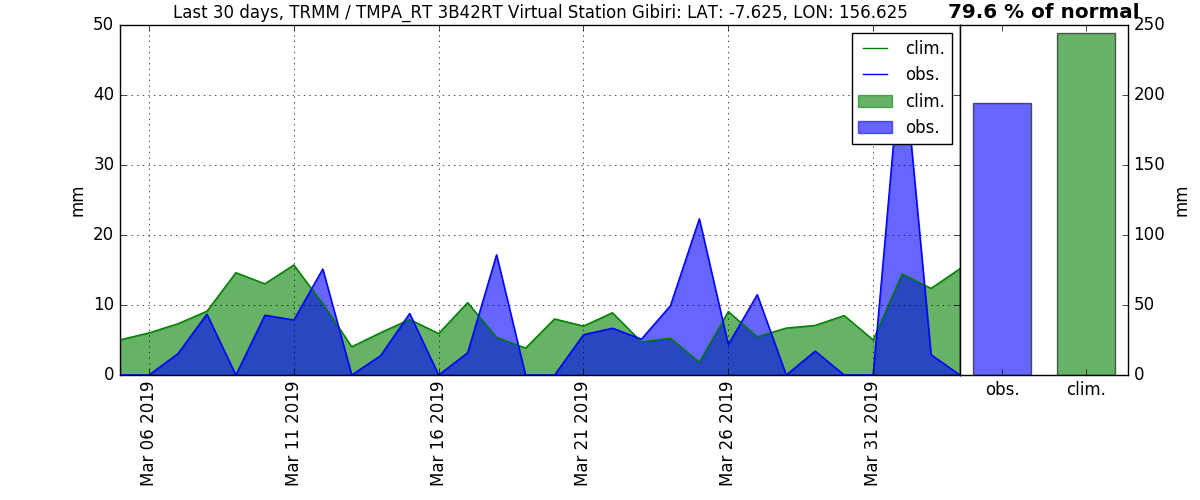 Last 30 days, TRMM / TMPA_RT 3B42RT Virtual Station Gibiri: LAT: -7.625, LON: 156.625
79.6 % of normal
50
40
30
20
10
0
mm
clim.
obs.
clim.
obs.
250
200
150
100
50
0
mm
obs.
clim.
Mar 06 2019
Mar 11 2019
Mar 16 2019
Mar 21 2019
Mar 26 2019
Mar 31 2019